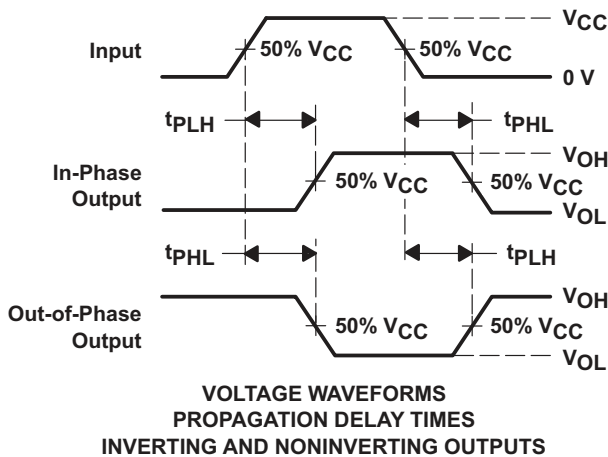 VCC
Input
50% VCC
50% VCC
0 V
tPLH
tPHL
VOH
In-Phase
Output
50% VCC
50% VCC
VOL
tPHL
tPLH
VOH
Out-of-Phase
Output
50% VCC
50% VCC
VOL
VOLTAGE WAVEFORMS
PROPAGATION DELAY TIMES
INVERTING AND NONINVERTING OUTPUTS